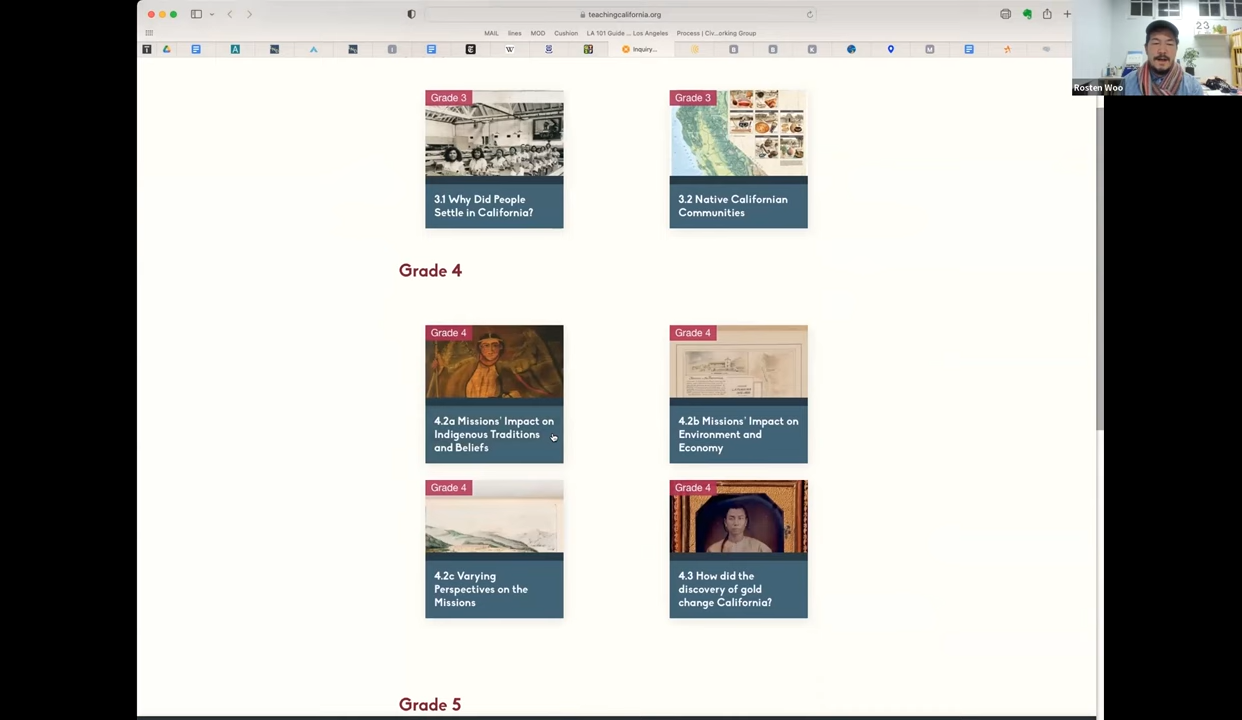 teachingcalifornia.org
MAIL lines MOD Cushion LA 101 Guide ... Los Angeles Process | Civ...orking Group
Inquiry...
23
Rosten Woo
Grade 3
3.1 Why Did People
Settle in California?
Grade 3
3.2 Native Californian
Communities
Grade 4
Grade 4
4.2a Missions' Impact on
Indigenous Traditions
and Beliefs
Grade 4
4.2b Missions' Impact on
Environment and
Economy
Grade 4
4.2c Varying
Perspectives on the
Missions
Grade 4
4.3 How did the
discovery of gold
change California?
Grade 5